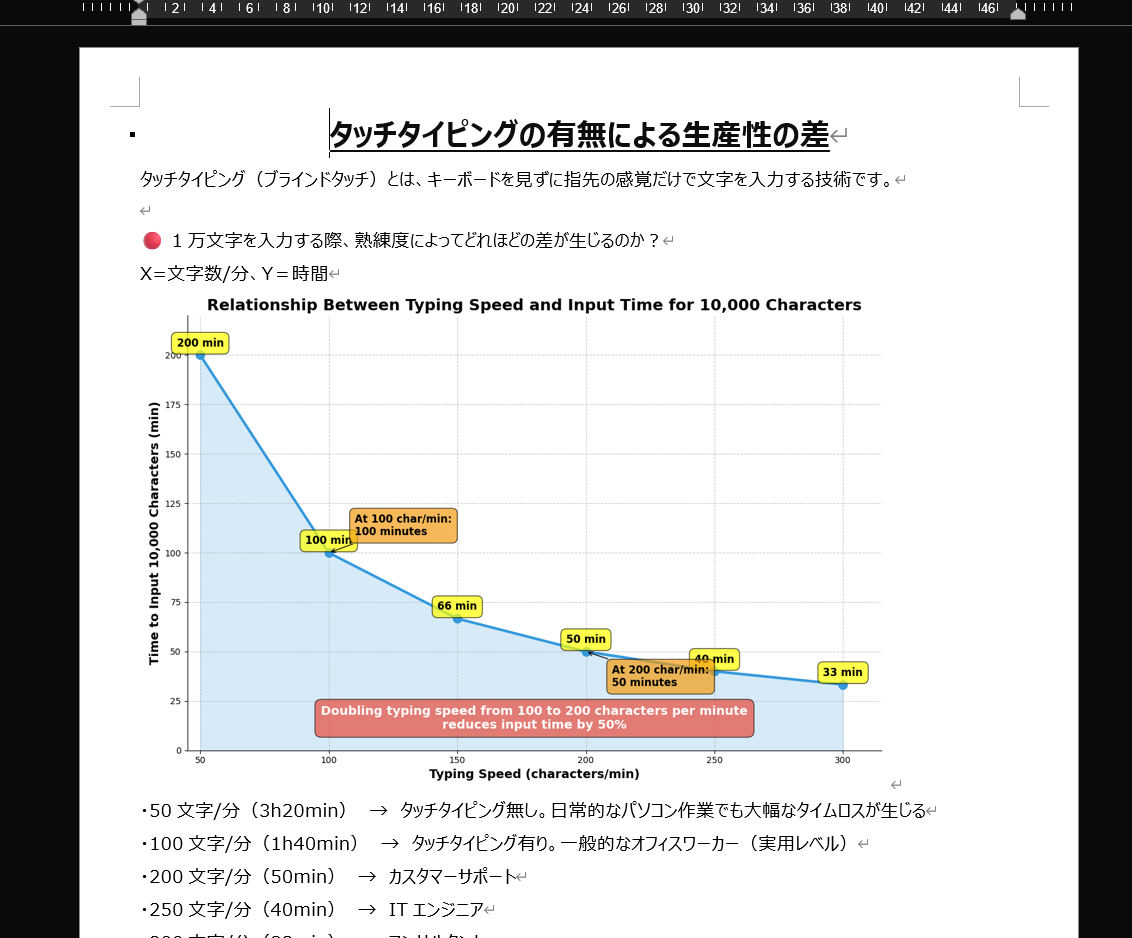 2 4 6 8 10 12 14 16 18 20 22 24 26 28 30 32 34 36 38 40 42 44 46
タッチタイピングの有無による生産性の差
タッチタイピング（ブラインドタッチ）とは、キーボードを見ずに指先の感覚だけで文字を入力する技術です。
1万文字を入力する際、熟練度によってどれほどの差が生じるのか？
X=文字数/分、Y＝時間
Relationship Between Typing Speed and Input Time for 10,000 Characters
Time to Input 10,000 Characters (min)
200
175
150
125
100
75
50
25
0
200 min
100 min
At 100 char/min:
100 minutes
66 min
50 min
At 200 char/min:
50 minutes
40 min
33 min
Doubling typing speed from 100 to 200 characters per minute
reduces input time by 50%
50 100 150 200 250 300
Typing Speed (characters/min)
・50文字/分（3h20min） → タッチタイピング無し。日常的なパソコン作業でも大幅なタイムロスが生じる
・100文字/分（1h40min） → タッチタイピング有り。一般的なオフィスワーカー（実用レベル）
・200文字/分（50min） → カスタマーサポート
・250文字/分（40min） → ITエンジニア